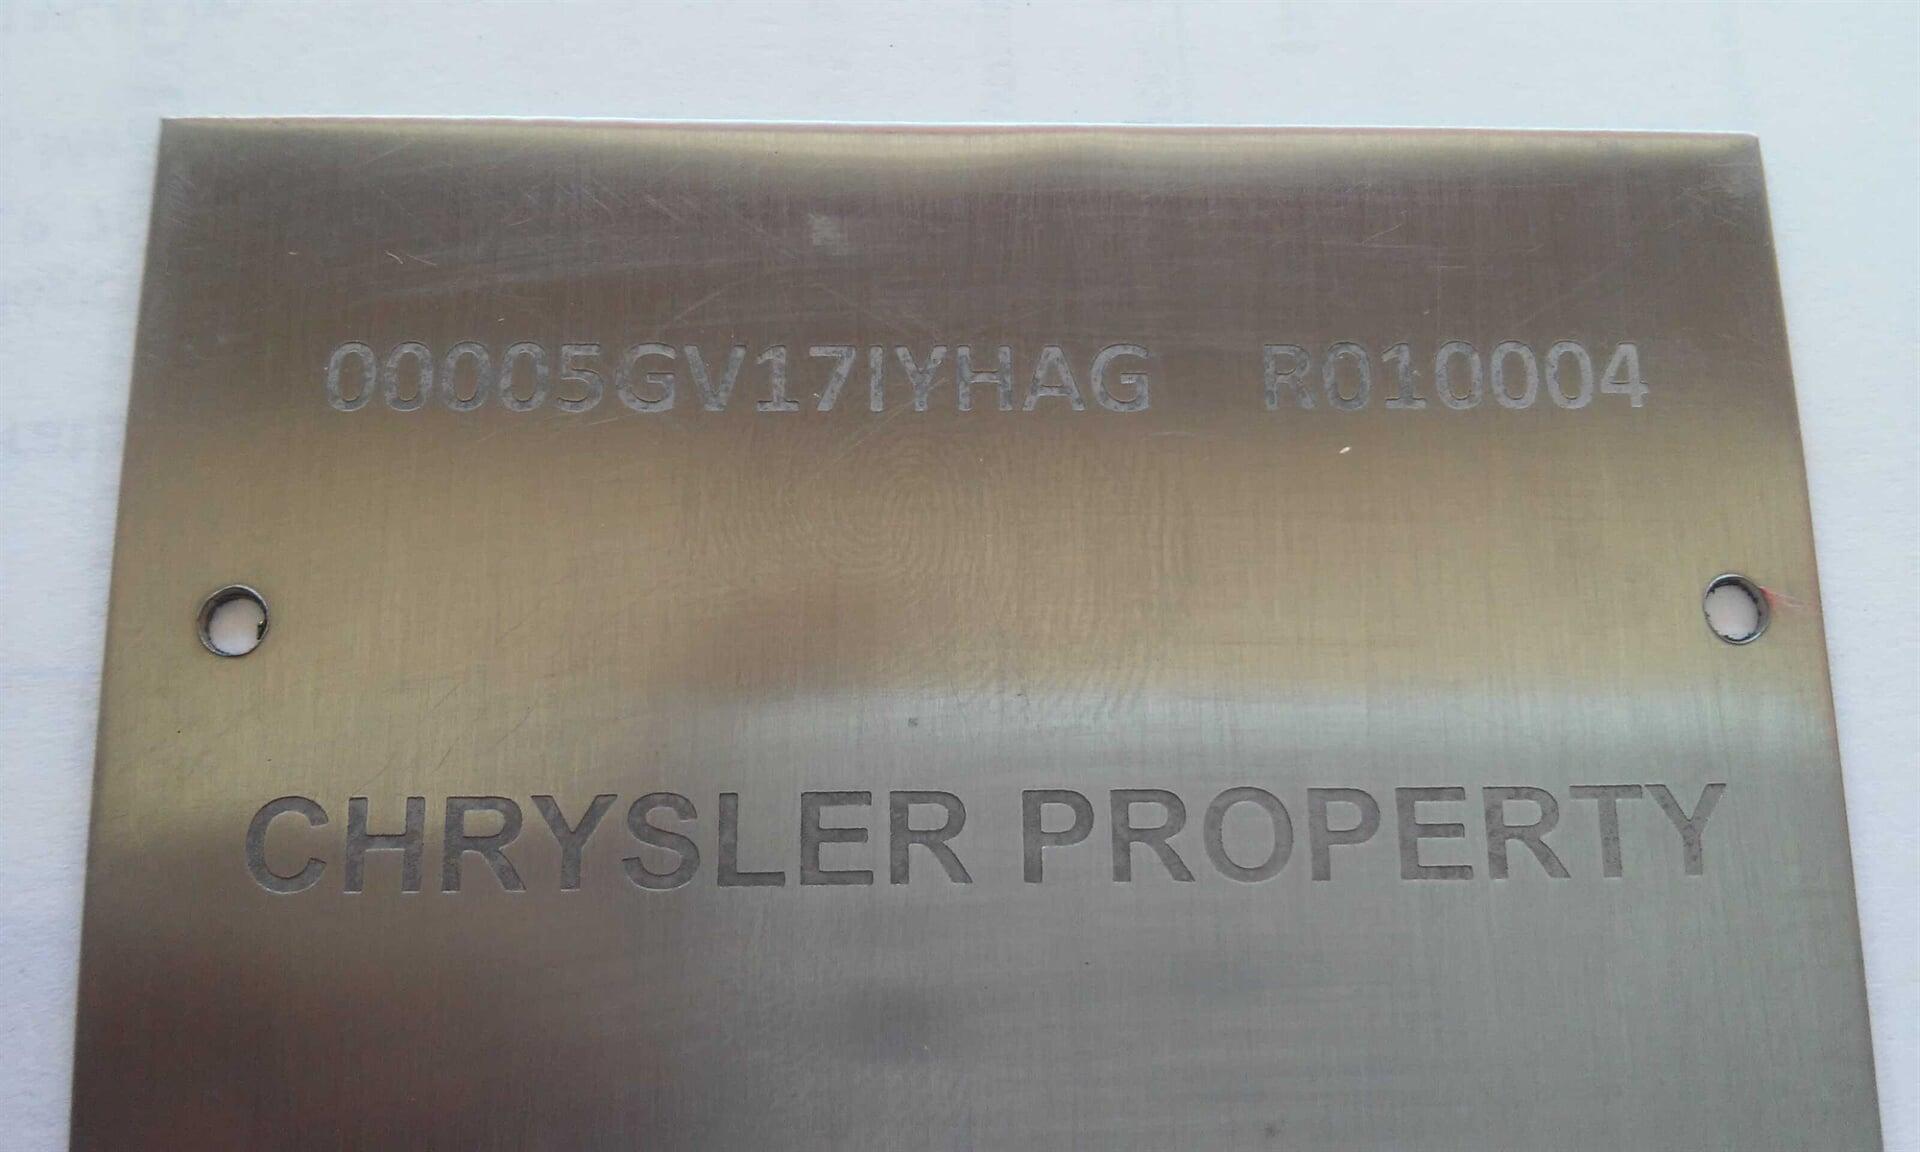 00005GV17IYHAG R010004
CHRYSLER PROPERTY